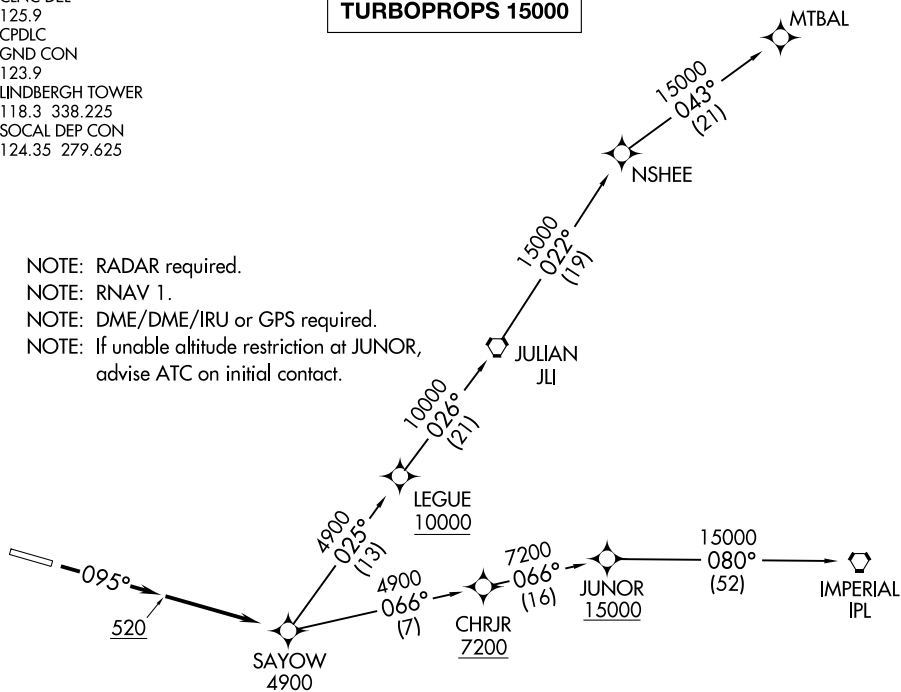 125.9
CPDLC
GND CON
123.9
LINDBERGH TOWER
118.3 338.225
SOCAL DEP CON
124.35 279.625
TURBOPROPS 15000
MTBAL
15000
043°
(21)
NSHEE
15000
022°
(19)
NOTE: RADAR required.
NOTE: RNAV 1.
NOTE: DME/DME/IRU or GPS required.
NOTE: If unable altitude restriction at JUNOR,
advise ATC on initial contact.
JULIAN
JLI
10000
026°
(21)
LEGUE
10000
4900
025°
(13)
095°
520
SAYOW
4900
4900
066°
(7)
CHRJR
7200
7200
066°
(16)
JUNOR
15000
15000
080°
(52)
IMPERIAL
IPL